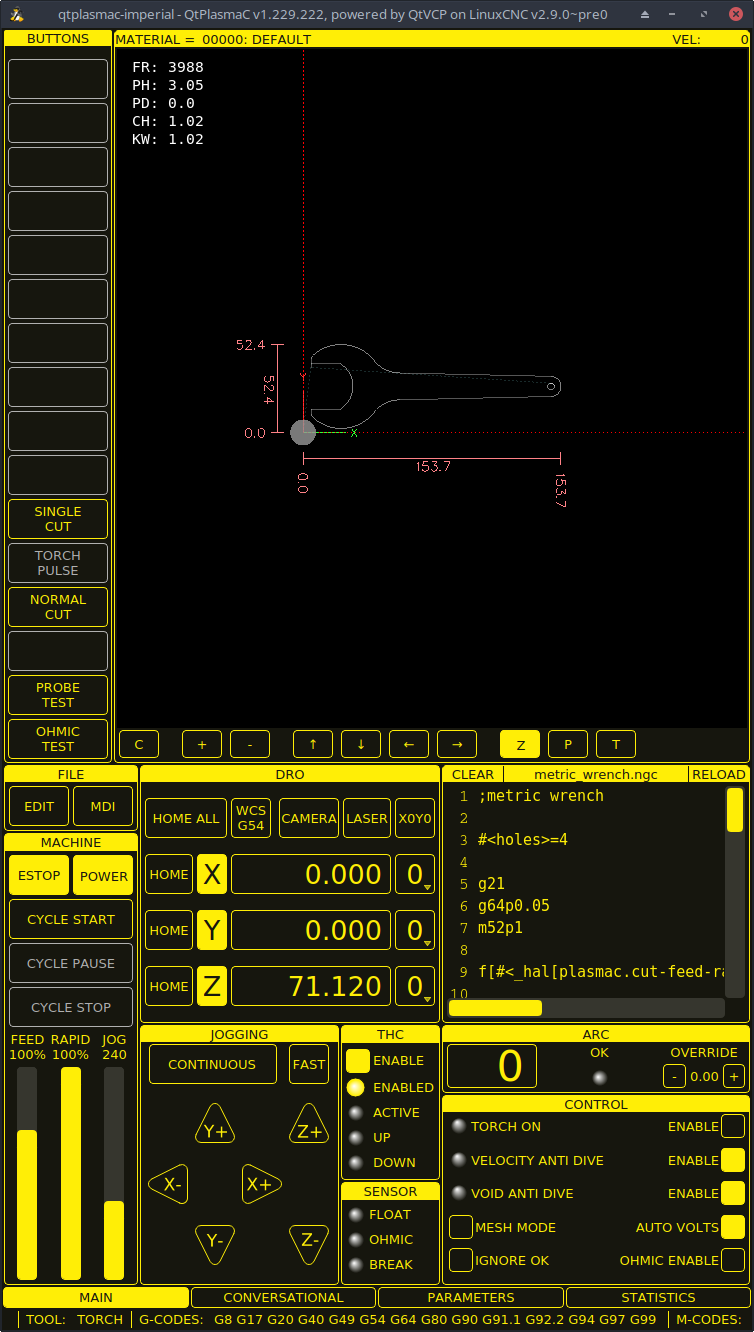 qtplasmac-imperial - QtPlasmaC v1.229.222, powered by QtVCP on LinuxCNC v2.9.0~pre0
BUTTONS
MATERIAL = 00000: DEFAULT
VEL: 0
FR: 3988
PH: 3.05
PD: 0.0
CH: 1.02
KW: 1.02
52.4
52.4
0.0
Y
X
153.7
0.0
153.7
SINGLE
CUT
TORCH
PULSE
NORMAL
CUT
PROBE
TEST
OHMIC
TEST
C + - ↑ ↓ ← → Z P T
FILE
EDIT MDI
MACHINE
ESTOP POWER
CYCLE START
CYCLE PAUSE
CYCLE STOP
FEED RAPID JOG
100% 100% 240
DRO
HOME ALL WCS G54 CAMERA LASER X0Y0
HOME X 0.000 0
HOME Y 0.000 0
HOME Z 71.120 0
CLEAR metric_wrench.ngc RELOAD
1 ;metric wrench
2
3 #<holes>=4
4
5 g21
6 g64p0.05
7 m52p1
8
9 f[#<_hal[plasmac.cut-feed-ra
10
JOGGING
CONTINUOUS FAST
Y+ Z+
X- X+
Y- Z-
THC
ENABLE
ENABLED
ACTIVE
UP
DOWN
SENSOR
FLOAT
OHMIC
BREAK
ARC
0 OK OVERRIDE
- 0.00 +
CONTROL
TORCH ON ENABLE
VELOCITY ANTI DIVE ENABLE
VOID ANTI DIVE ENABLE
MESH MODE AUTO VOLTS
IGNORE OK OHMIC ENABLE
MAIN CONVERSATIONAL PARAMETERS STATISTICS
TOOL: TORCH G-CODES: G8 G17 G20 G40 G49 G54 G64 G80 G90 G91.1 G92.2 G94 G97 G99 M-CODES: